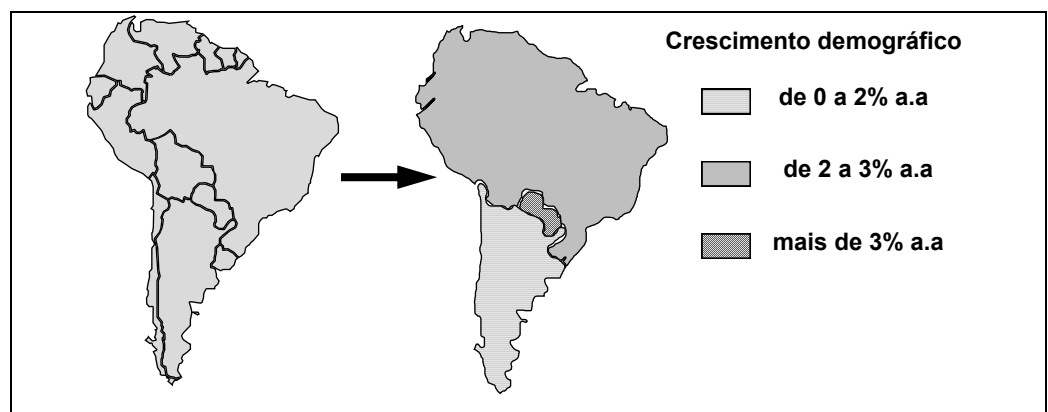 Crescimento demográfico
de 0 a 2% a.a
de 2 a 3% a.a
mais de 3% a.a